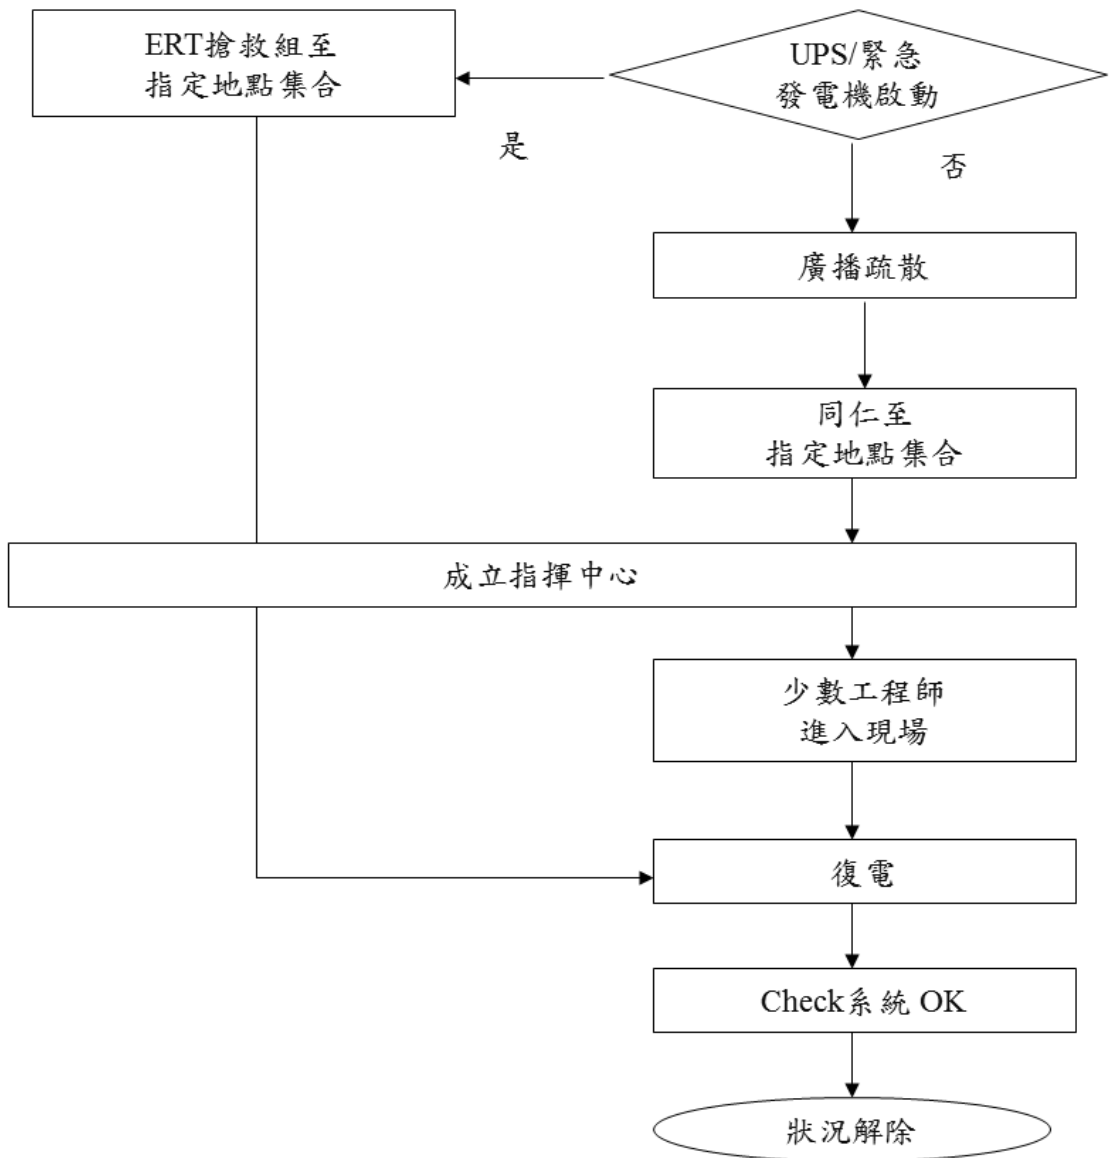 ERT搶救組至
指定地點集合
UPS/緊急
發電機啟動
是
否
廣播疏散
同仁至
指定地點集合
成立指揮中心
少數工程師
進入現場
復電
Check系統 OK
狀況解除